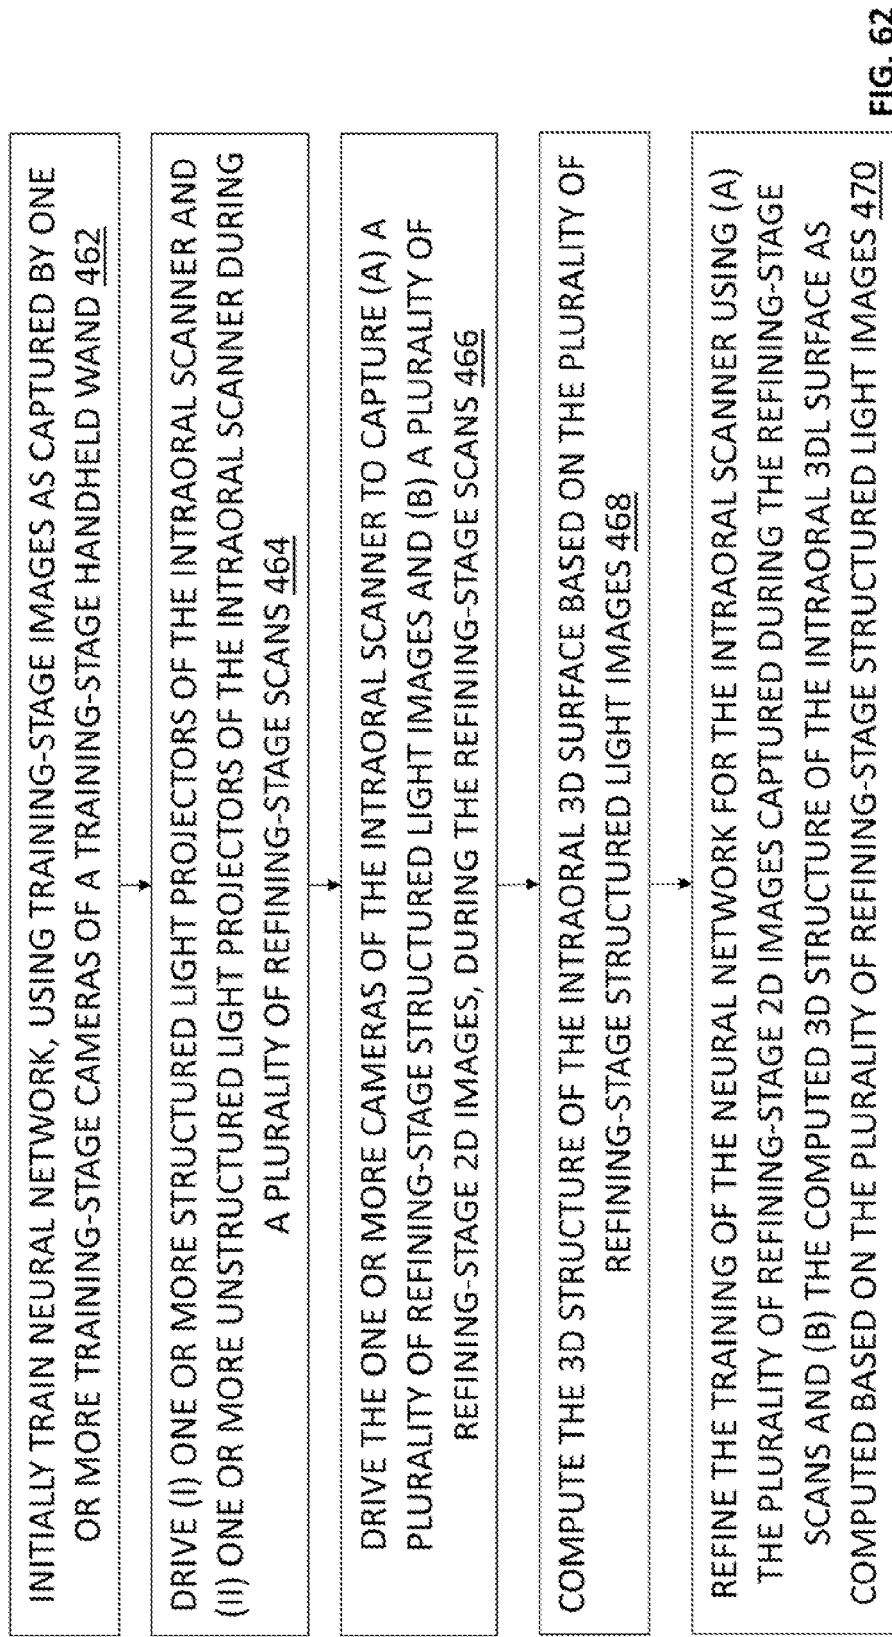 INITIALLY TRAIN NEURAL NETWORK, USING TRAINING-STAGE IMAGES AS CAPTURED BY ONE
OR MORE TRAINING-STAGE CAMERAS OF A TRAINING-STAGE HANDHELD WAND 462
DRIVE (I) ONE OR MORE STRUCTURED LIGHT PROJECTORS OF THE INTRAORAL SCANNER AND
(II) ONE OR MORE UNSTRUCTURED LIGHT PROJECTORS OF THE INTRAORAL SCANNER DURING
A PLURALITY OF REFINING-STAGE SCANS 464
DRIVE THE ONE OR MORE CAMERAS OF THE INTRAORAL SCANNER TO CAPTURE (A) A
PLURALITY OF REFINING-STAGE STRUCTURED LIGHT IMAGES AND (B) A PLURALITY OF
REFINING-STAGE 2D IMAGES, DURING THE REFINING-STAGE SCANS 466
COMPUTE THE 3D STRUCTURE OF THE INTRAORAL 3D SURFACE BASED ON THE PLURALITY OF
REFINING-STAGE STRUCTURED LIGHT IMAGES 468
REFINE THE TRAINING OF THE NEURAL NETWORK FOR THE INTRAORAL SCANNER USING (A)
THE PLURALITY OF REFINING-STAGE 2D IMAGES CAPTURED DURING THE REFINING-STAGE
SCANS AND (B) THE COMPUTED 3D STRUCTURE OF THE INTRAORAL 3DL SURFACE AS
COMPUTED BASED ON THE PLURALITY OF REFINING-STAGE STRUCTURED LIGHT IMAGES 470
FIG. 62